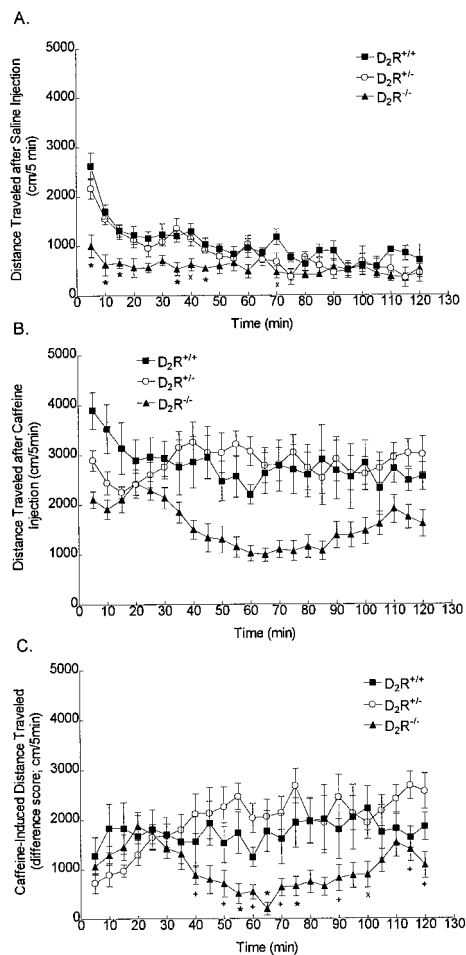 A.
5000
4000
3000
2000
1000
0
D₂R⁺/⁺
D₂R⁺/⁻
D₂R⁻/⁻
Distance Traveled after Saline Injection
(cm/5 min)
* * * * x * x
0 10 20 30 40 50 60 70 80 90 100 110 120 130
Time (min)
B.
5000
4000
3000
2000
1000
0
D₂R⁺/⁺
D₂R⁺/⁻
D₂R⁻/⁻
Distance Traveled after Caffeine
Injection (cm/5min)
0 10 20 30 40 50 60 70 80 90 100 110 120 130
Time (min)
C.
5000
4000
3000
2000
1000
0
D₂R⁺/⁺
D₂R⁺/⁻
D₂R⁻/⁻
Caffeine-Induced Distance Traveled
(difference score; cm/5min)
+ + * + * + * + x + +
0 10 20 30 40 50 60 70 80 90 100 110 120 130
Time (min)